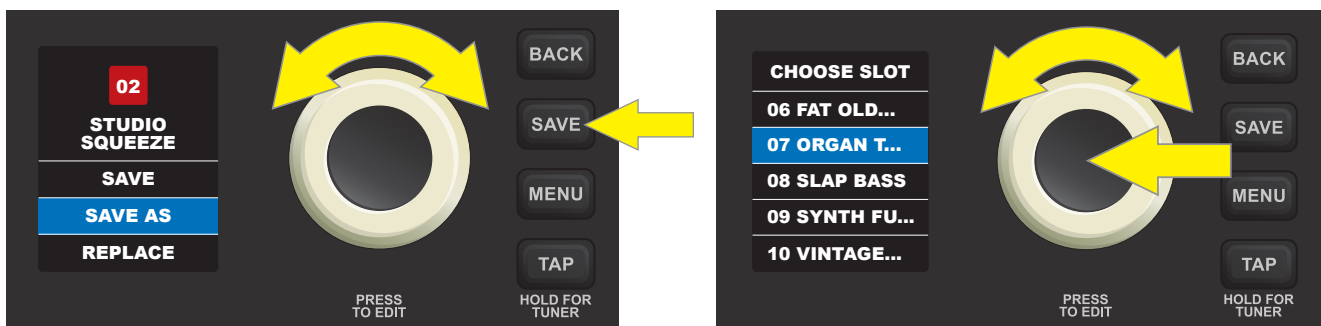 02
STUDIO
SQUEEZE
SAVE
SAVE AS
REPLACE
BACK
SAVE
MENU
TAP
PRESS
TO EDIT
HOLD FOR
TUNER
CHOOSE SLOT
06 FAT OLD...
07 ORGAN T...
08 SLAP BASS
09 SYNTH FU...
10 VINTAGE...
BACK
SAVE
MENU
TAP
PRESS
TO EDIT
HOLD FOR
TUNER